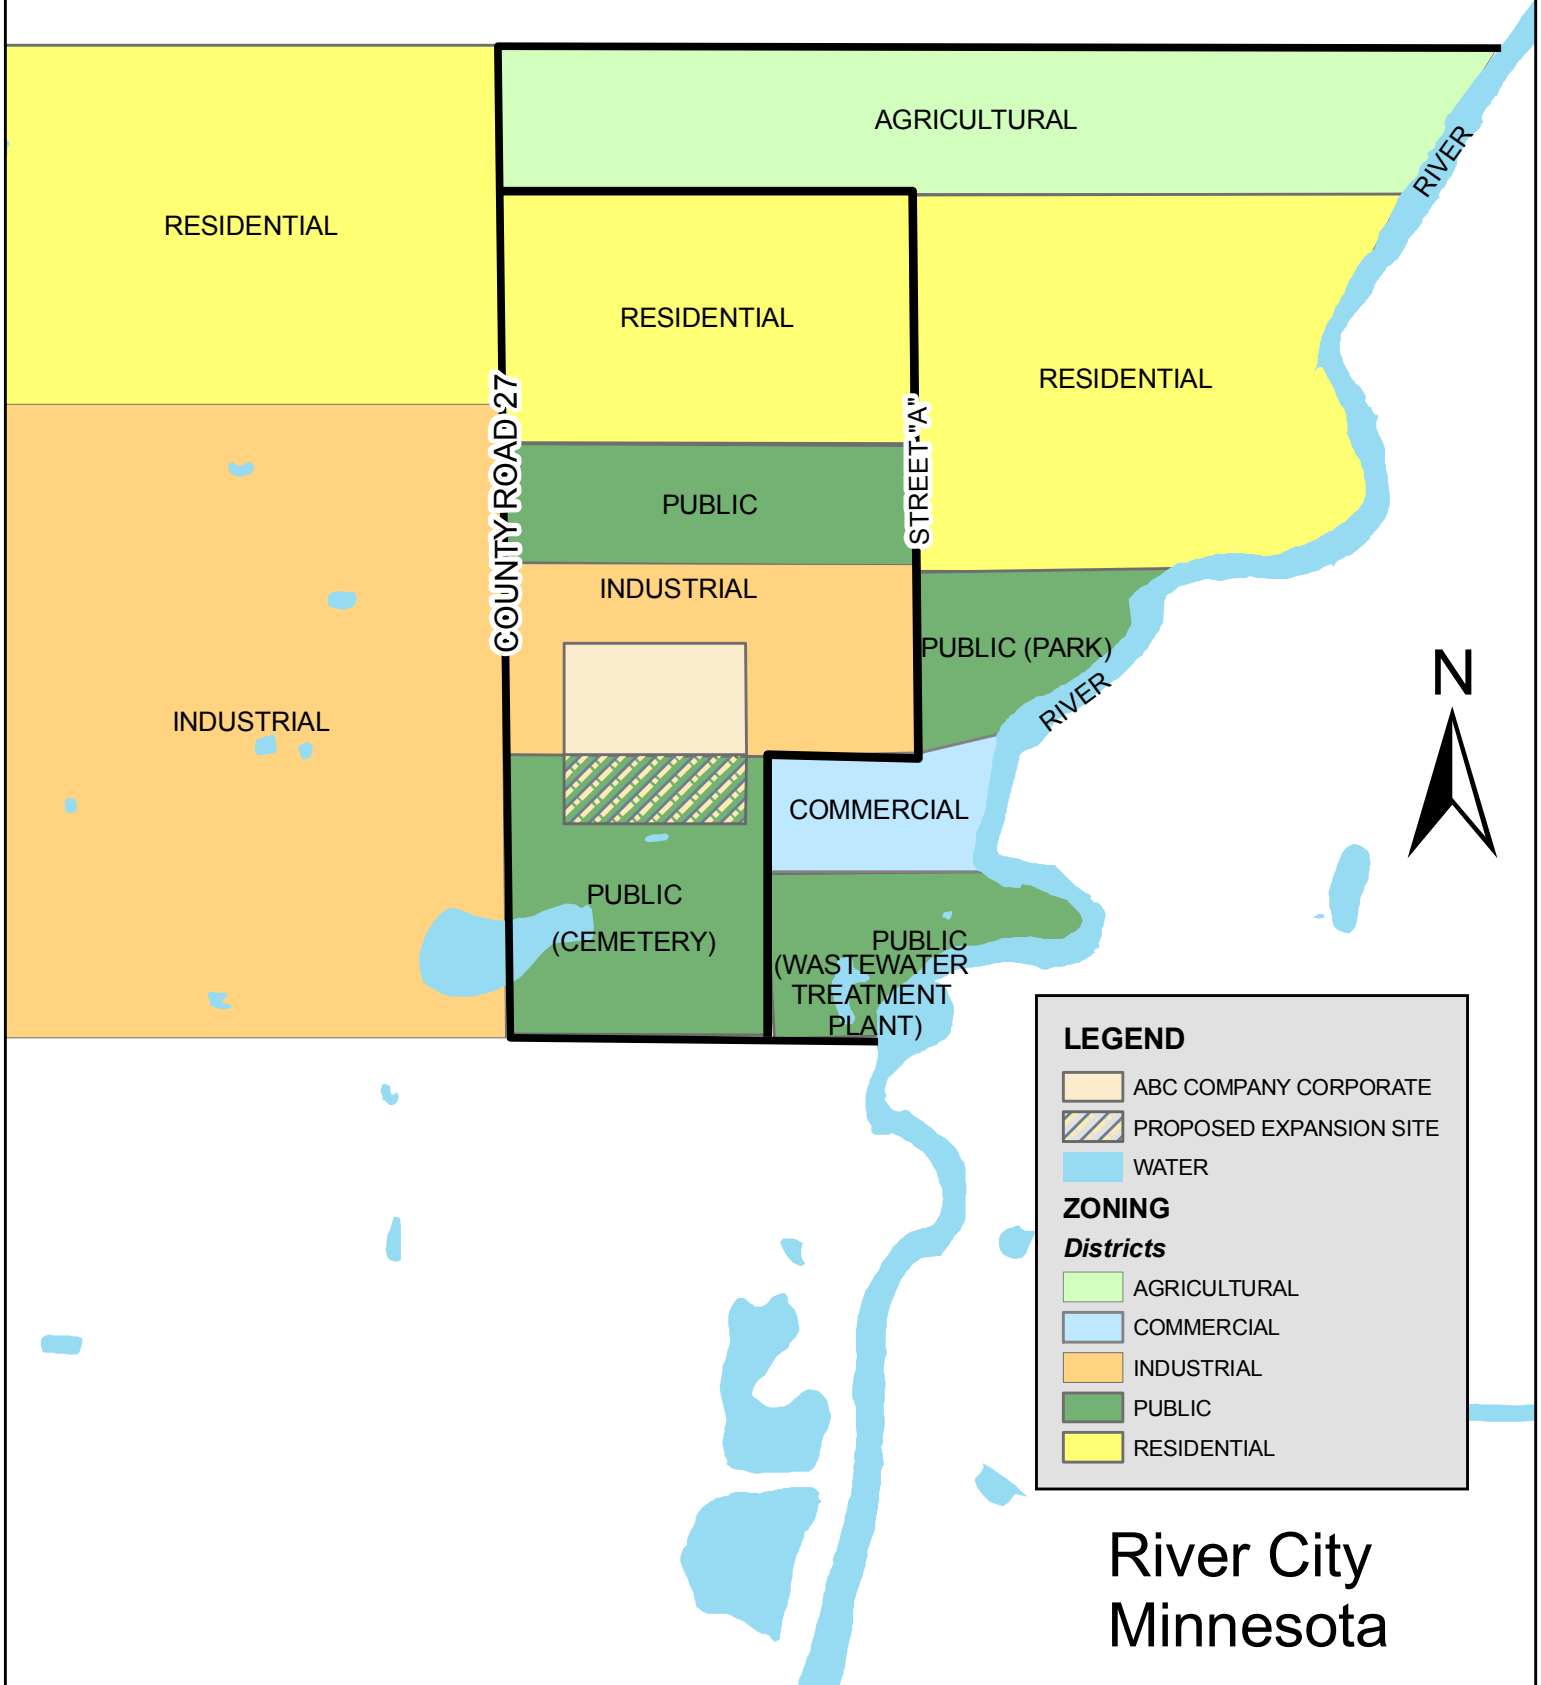 AGRICULTURAL
RIVER
RESIDENTIAL
RESIDENTIAL
RESIDENTIAL
COUNTY ROAD 27
STREET "A"
PUBLIC
INDUSTRIAL
PUBLIC (PARK)
RIVER
N
INDUSTRIAL
COMMERCIAL
PUBLIC
(CEMETERY)
PUBLIC
(WASTEWATER
TREATMENT
PLANT)
LEGEND
ABC COMPANY CORPORATE
PROPOSED EXPANSION SITE
WATER
ZONING
Districts
AGRICULTURAL
COMMERCIAL
INDUSTRIAL
PUBLIC
RESIDENTIAL
River City
Minnesota